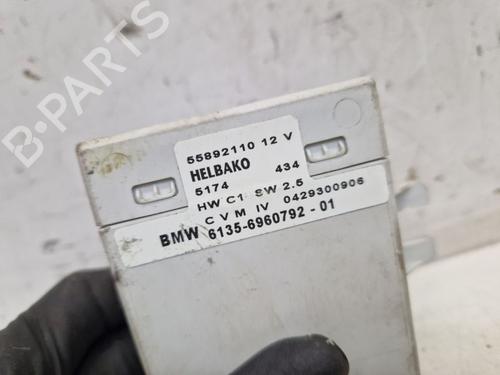 B-PARTS
55892110 12 V
HELBAKO
5174 434
HW C1 SW 2.5
C V M IV 0429300906
BMW 6135-6960792-01